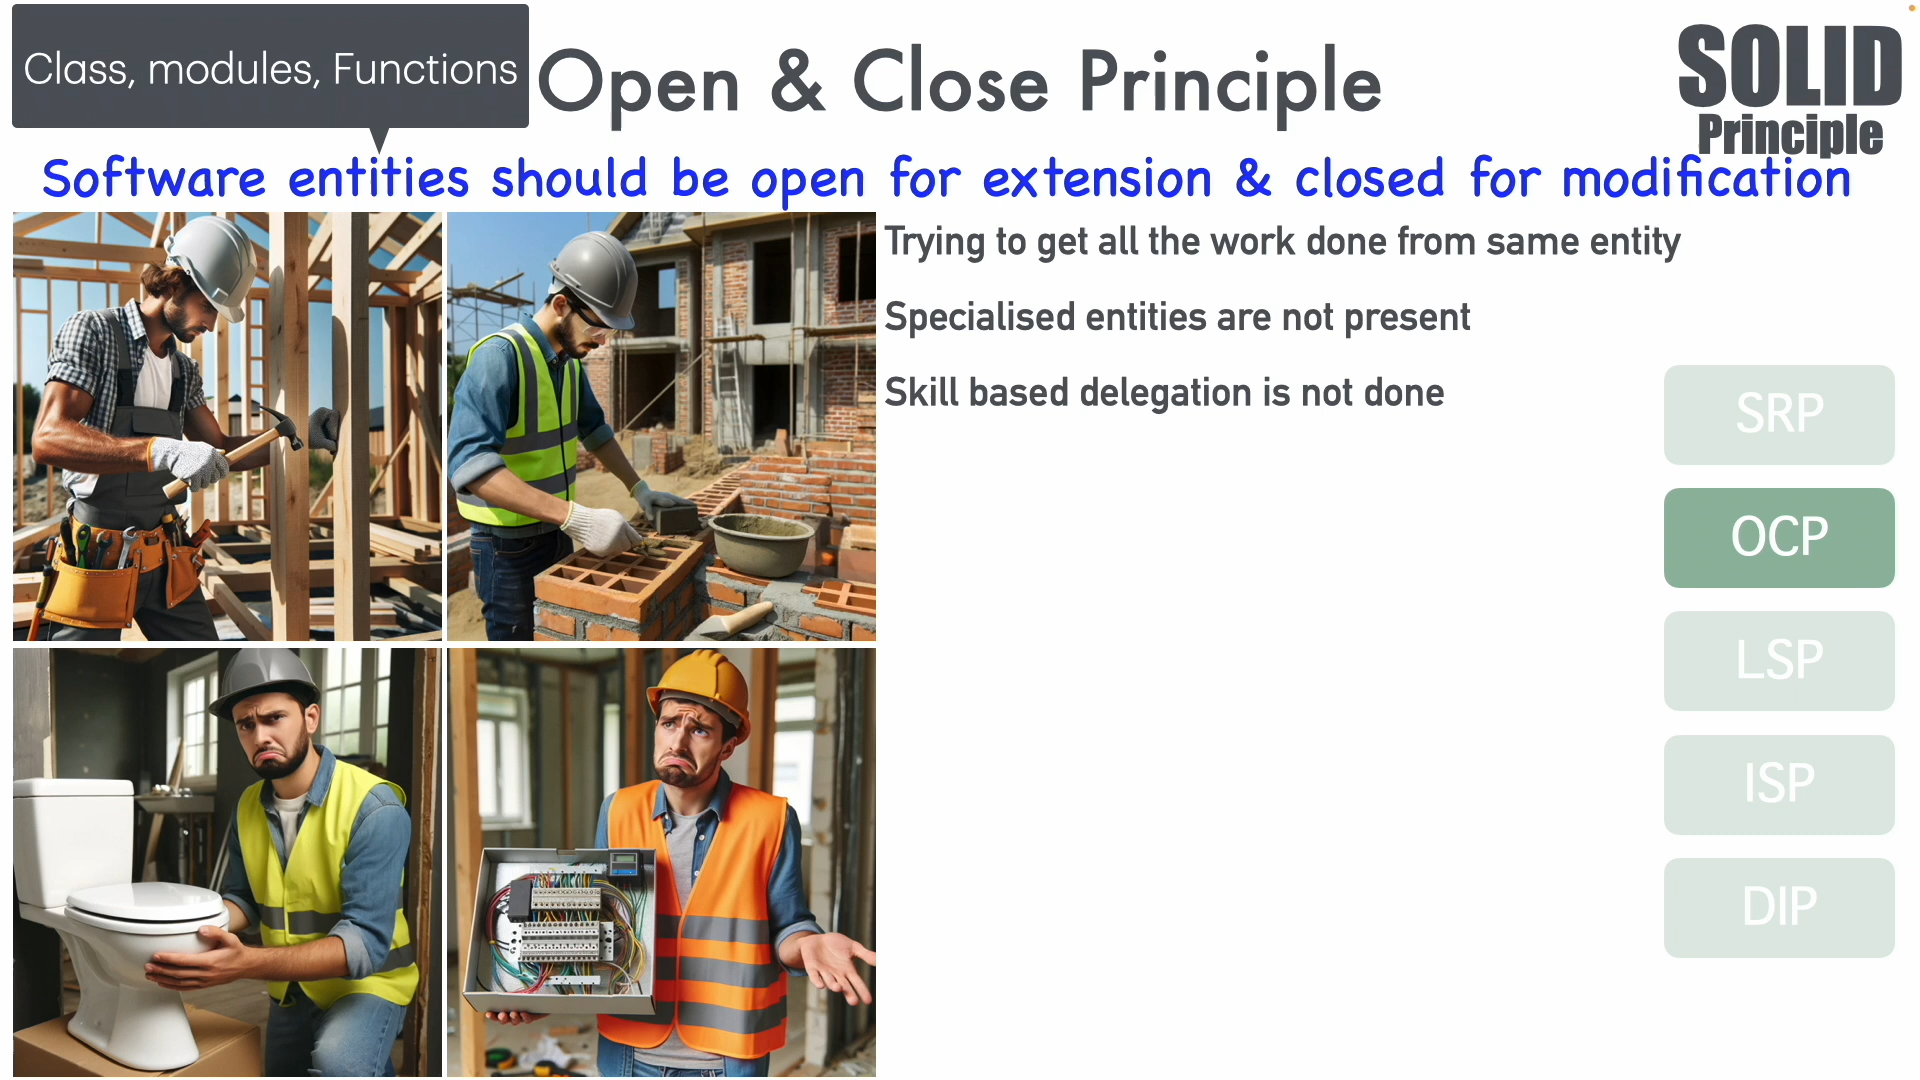 Class, modules, Functions
Open & Close Principle
SOLID
Principle
Software entities should be open for extension & closed for modification
Trying to get all the work done from same entity
Specialised entities are not present
Skill based delegation is not done
SRP
OCP
LSP
ISP
DIP